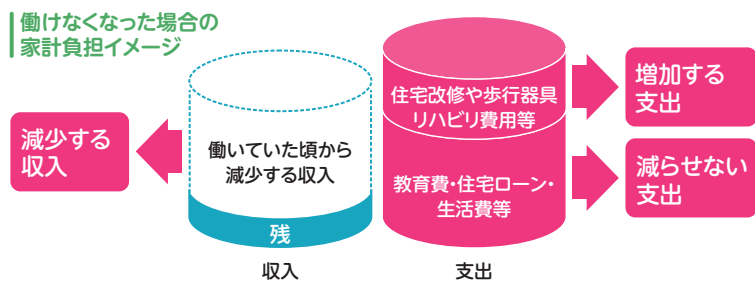 働けなくなった場合の
家計負担イメージ
減少する
収入
働いていた頃から
減少する収入
残
収入
住宅改修や歩行器具
リハビリ費用等
教育費・住宅ローン・
生活費等
支出
増加する
支出
減らせない
支出